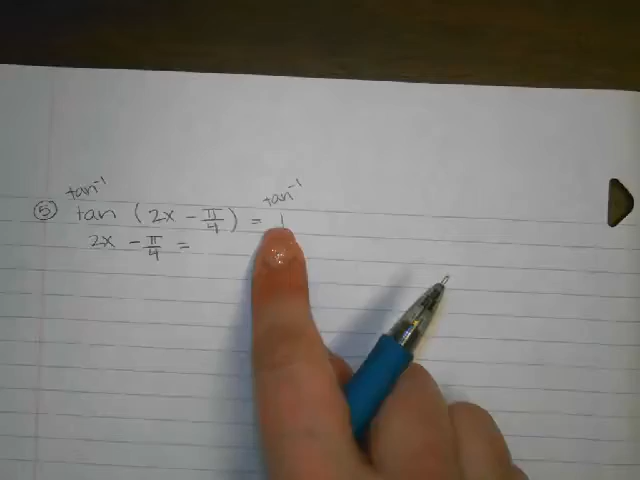 tan⁻¹ tan⁻¹
⑤ tan (2x - π/4) = 1
2x - π/4 =